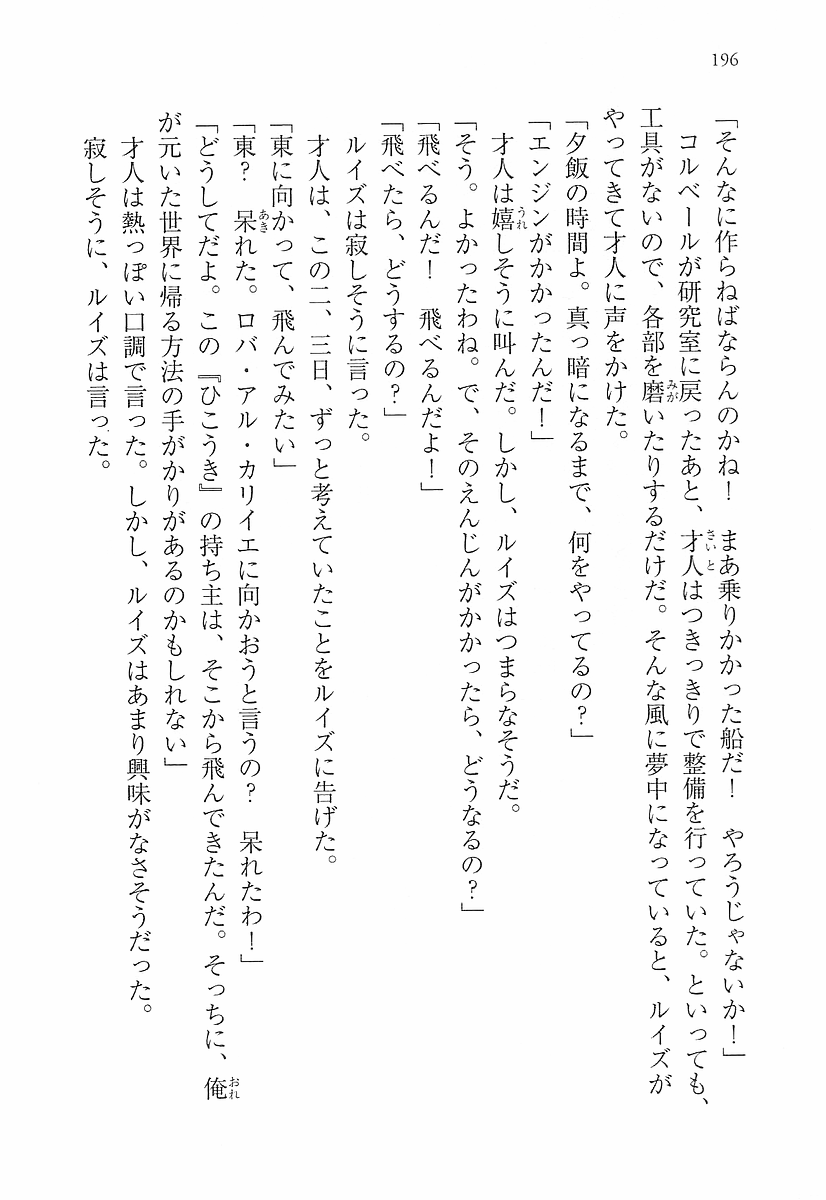 196
「そんなに作らねばならんのかね！　まあ乗りかかった船だ！　やろうじゃないか！」
　コルベールが研究室に戻ったあと、才人はつきっきりで整備を行っていた。といっても、
工具がないので、各部を磨いたりするだけだ。そんな風に夢中になっていると、ルイズが
やってきて才人に声をかけた。
「夕飯の時間よ。真っ暗になるまで、何をやってるの？」
「エンジンがかかったんだ！」
　才人は嬉しそうに叫んだ。しかし、ルイズはつまらなそうだ。
「そう。よかったわね。で、そのえんじんがかかったら、どうなるの？」
「飛べるんだ！　飛べるんだよ！」
「飛べたら、どうするの？」
　ルイズは寂しそうに言った。
　才人は、この二、三日、ずっと考えていたことをルイズに告げた。
「東に向かって、飛んでみたい」
「東？　呆れた。ロバ・アル・カリイエに向かおうと言うの？　呆れたわ！」
「どうしてだよ。この『ひこうき』の持ち主は、そこから飛んできたんだ。そっちに、俺
が元いた世界に帰る方法の手がかりがあるのかもしれない」
　才人は熱っぽい口調で言った。しかし、ルイズはあまり興味がなさそうだった。
　寂しそうに、ルイズは言った。